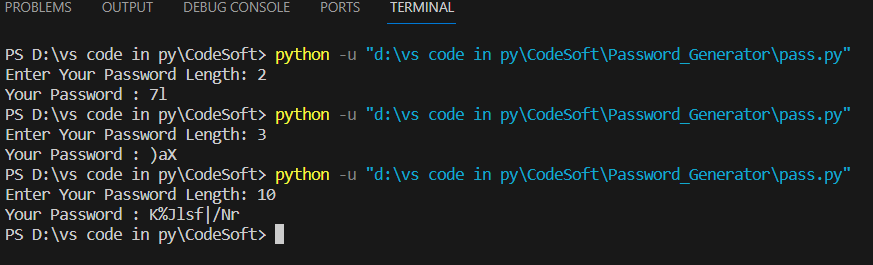 PROBLEMS OUTPUT DEBUG CONSOLE PORTS TERMINAL
PS D:\vs code in py\CodeSoft> python -u "d:\vs code in py\CodeSoft\Password_Generator\pass.py"
Enter Your Password Length: 2
Your Password : 7l
PS D:\vs code in py\CodeSoft> python -u "d:\vs code in py\CodeSoft\Password_Generator\pass.py"
Enter Your Password Length: 3
Your Password : )aX
PS D:\vs code in py\CodeSoft> python -u "d:\vs code in py\CodeSoft\Password_Generator\pass.py"
Enter Your Password Length: 10
Your Password : K%Jlsf|/Nr
PS D:\vs code in py\CodeSoft>